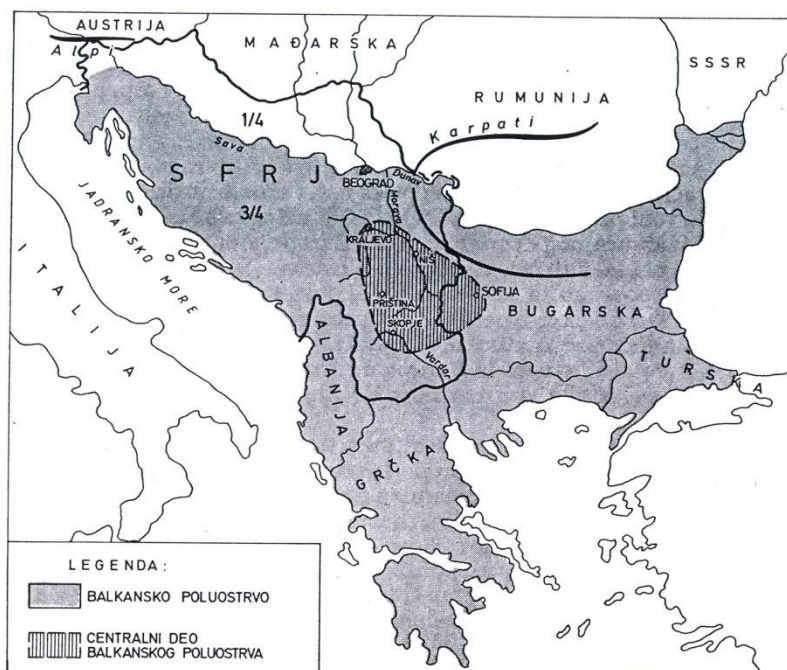 AUSTRIJA
Alpi
MAĐARSKA
SSSR
RUMUNIJA
Karpati
1/4
Sava
SFRJ
BEOGRAD
Dunav
3/4
Morava
JADRANSKO MORE
KRALJEVO
NIŠ
ITALIJA
PRIŠTINA
SOFIJA
BUGARSKA
SKOPJE
ALBANIJA
Vardar
TURSKA
GRČKA
LEGENDA:
BALKANSKO POLUOSTRVO
CENTRALNI DEO
BALKANSKOG POLUOSTRVA